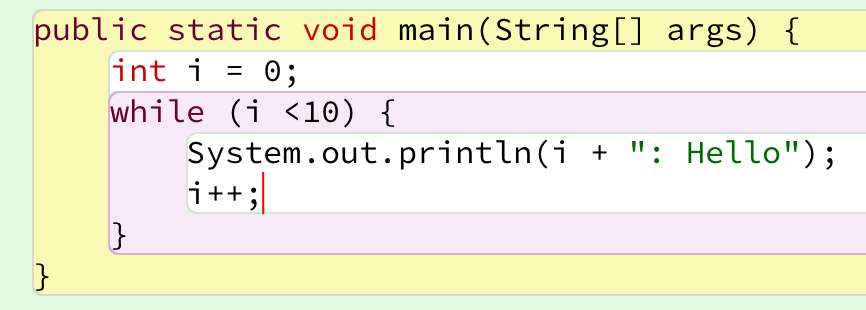 public static void main(String[] args) {
int i = 0;
while (i <10) {
System.out.println(i + ": Hello");
i++;
}
}